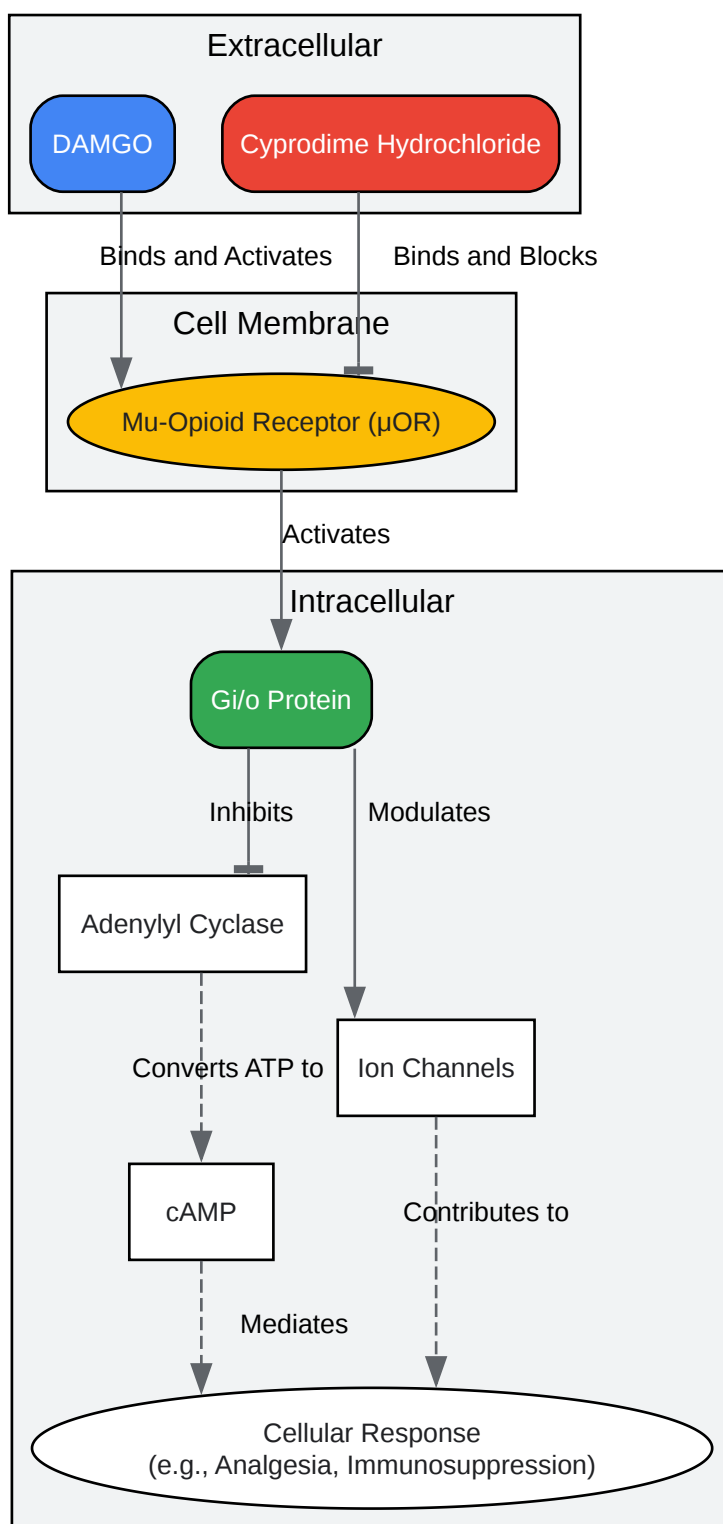 Extracellular
DAMGO
Cyprodime Hydrochloride
Binds and Activates
Binds and Blocks
Cell Membrane
Mu-Opioid Receptor (μOR)
Activates
Intracellular
Gi/o Protein
Inhibits
Modulates
Adenylyl Cyclase
Converts ATP to
Ion Channels
cAMP
Contributes to
Mediates
Cellular Response
(e.g., Analgesia, Immunosuppression)